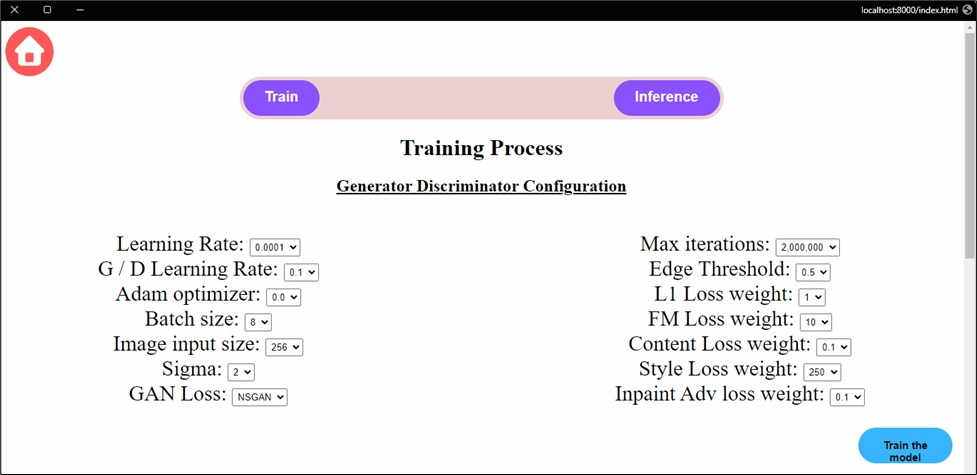 localhost:8000/index.html
Train
Inference
Training Process
Generator Discriminator Configuration
Learning Rate: 0.0001
G / D Learning Rate: 0.1
Adam optimizer: 0.0
Batch size: 8
Image input size: 256
Sigma: 2
GAN Loss: NSGAN
Max iterations: 2,000,000
Edge Threshold: 0.5
L1 Loss weight: 1
FM Loss weight: 10
Content Loss weight: 0.1
Style Loss weight: 250
Inpaint Adv loss weight: 0.1
Train the
model